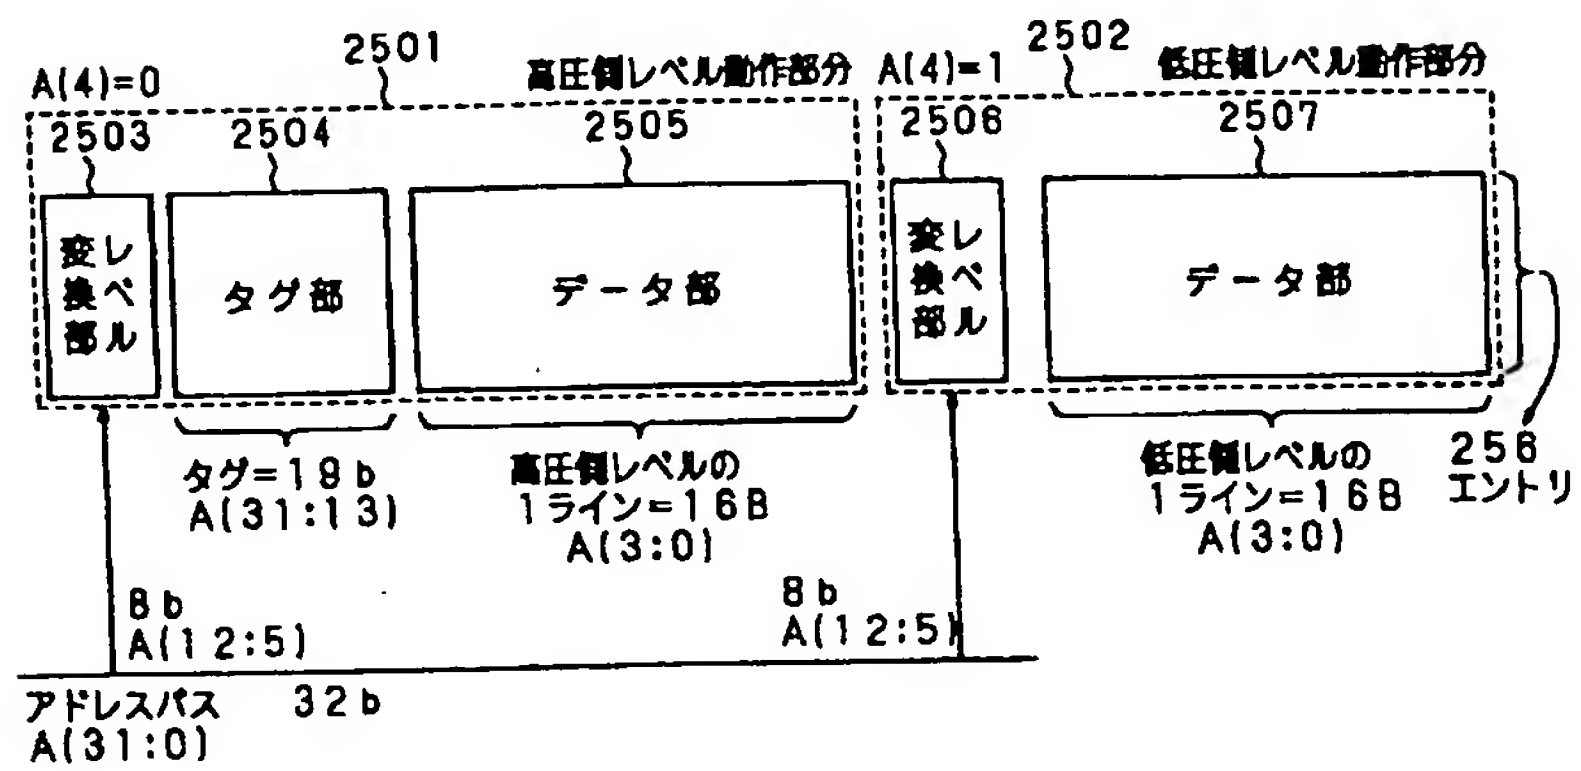 2501
2502
A(4)=0
高圧側レベル動作部分
A(4)=1
低圧側レベル動作部分
2503
2504
2505
2506
2507
レベル
変換部
タグ部
データ部
レベル
変換部
データ部
タグ=19b
A(31:13)
高圧側レベルの
1ライン=16B
A(3:0)
低圧側レベルの
1ライン=16B
A(3:0)
256
エントリ
8b
A(12:5)
8b
A(12:5)
アドレスバス 32b
A(31:0)